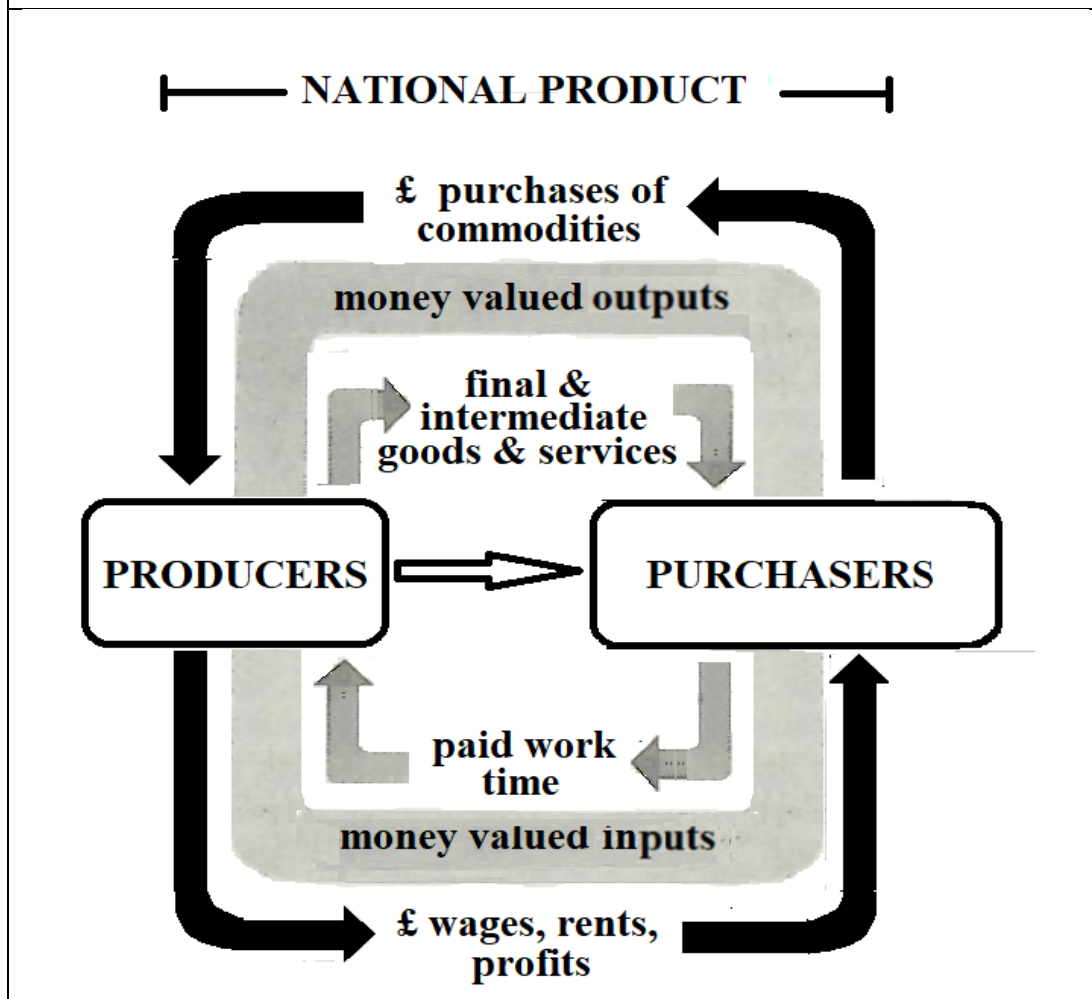 NATIONAL PRODUCT
£ purchases of
commodities
money valued outputs
final &
intermediate
goods & services
PRODUCERS
PURCHASERS
paid work
time
money valued inputs
£ wages, rents,
profits